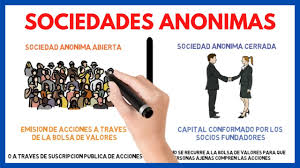 SOCIEDADES ANONIMAS
SOCIEDAD ANONIMA ABIERTA
SOCIEDAD ANONIMA CERRADA
EMISION DE ACCIONES A TRAVES
DE LA BOLSA DE VALORES
CAPITAL CONFORMADO POR LOS
SOCIOS FUNDADORES
O A TRAVES DE SUSCRIPCION PUBLICA DE ACCIONES
SE RECURRE A LA BOLSA DE VALORES PARA QUE
PERSONAS AJENAS COMPREN LAS ACCIONES